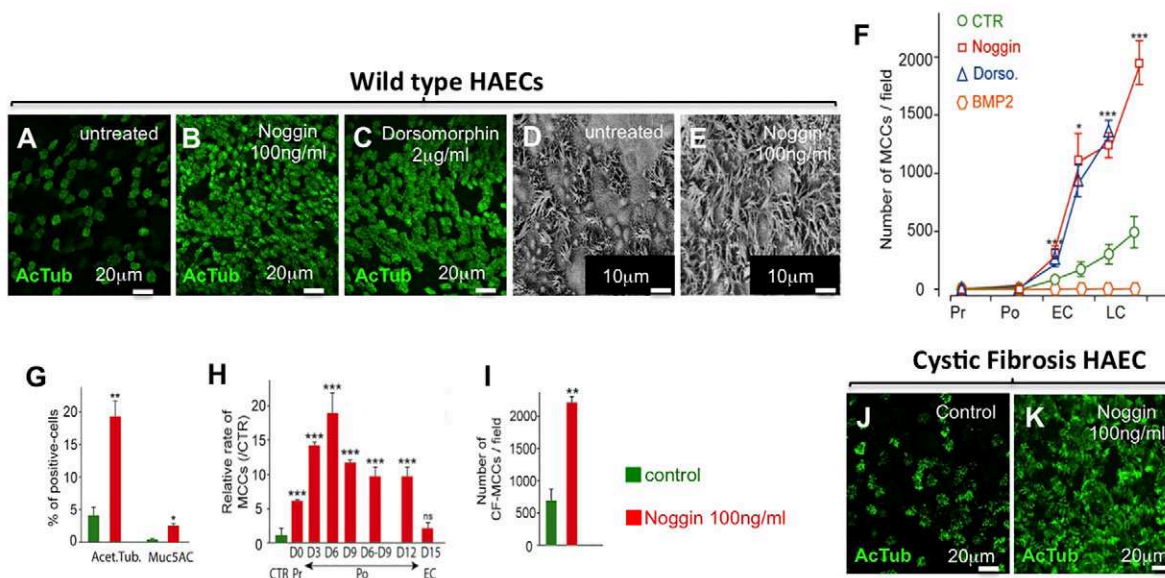 Wild type HAECs
A
untreated
AcTub
20μm
B
Noggin
100ng/ml
AcTub
20μm
C
Dorsomorphin
2μg/ml
AcTub
20μm
D
untreated
10μm
E
Noggin
100ng/ml
10μm
F
CTR
Noggin
Dorso.
BMP2
Number of MCCs / field
2000
1500
1000
500
0
***
*
***
***
Pr Po EC LC
G
% of positive-cells
20
15
10
5
0
**
*
Acet.Tub. Muc5AC
H
Relative rate of
MCCs (/CTR)
20
15
10
5
0
***
***
***
***
***
***
ns
D0 D3 D6 D9 D6-D9 D12 D15
CTR Pr Po EC
I
Number of
CF-MCCs / field
2000
1500
1000
500
0
**
control
Noggin 100ng/ml
Cystic Fibrosis HAEC
J
Control
AcTub
20μm
K
Noggin
100ng/ml
AcTub
20μm